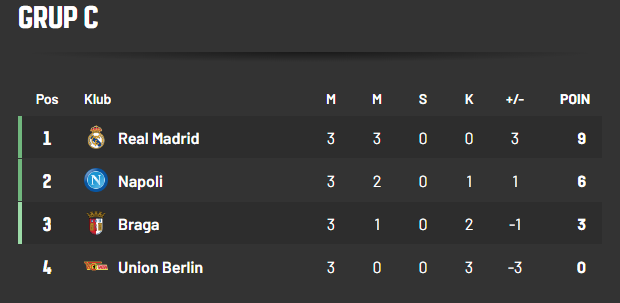 GRUP C
Pos Klub M M S K +/- POIN
1 Real Madrid 3 3 0 0 3 9
2 Napoli 3 2 0 1 1 6
3 Braga 3 1 0 2 -1 3
4 Union Berlin 3 0 0 3 -3 0